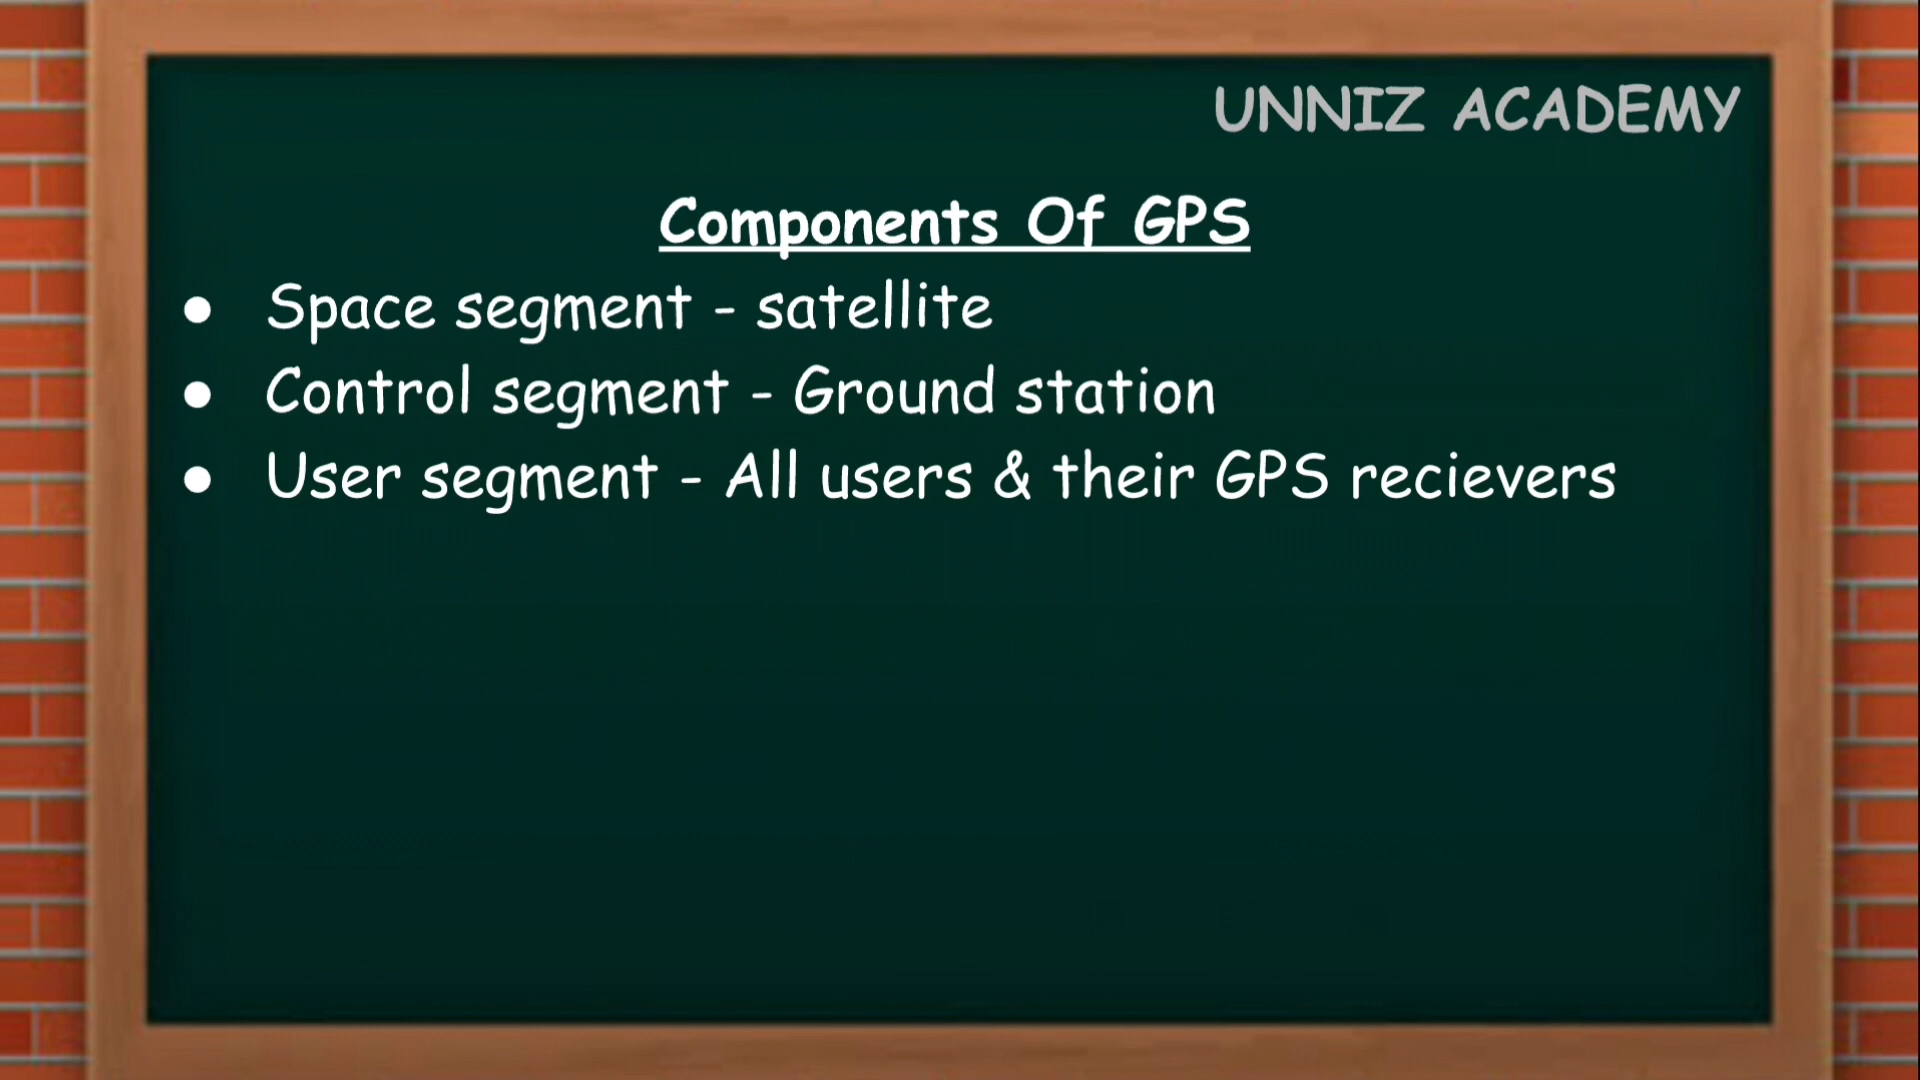 UNNIZ ACADEMY
Components Of GPS
● Space segment - satellite
● Control segment - Ground station
● User segment - All users & their GPS recievers